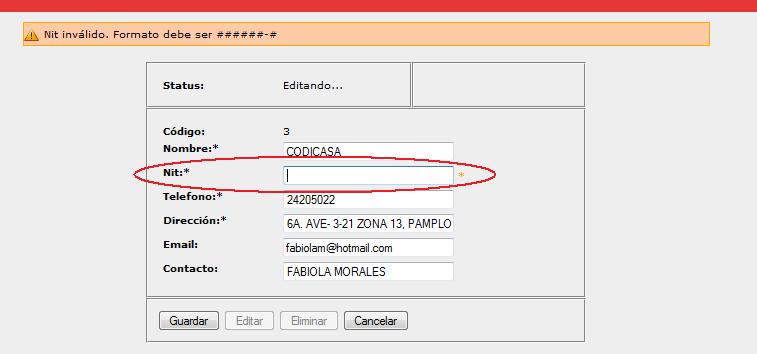 Nit inválido. Formato debe ser ######-#
Status: Editando...
Código: 3
Nombre:* CODICASA
Nit:* *
Telefono:* 24205022
Dirección:* 6A. AVE- 3-21 ZONA 13, PAMPLO
Email: fabiolam@hotmail.com
Contacto: FABIOLA MORALES
Guardar Editar Eliminar Cancelar